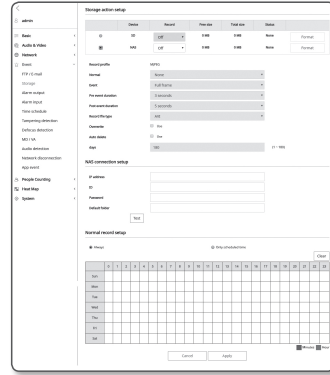 admin
Basic
Audio & Video
Network
Event
FTP / E-mail
Storage
Alarm output
Alarm input
Time schedule
Tampering detection
Defocus detection
MD / VA
Audio detection
Network disconnection
App event
People Counting
Heat Map
System
Storage action setup
Device Record Free size Total size Status
SD Off 0 MB 0 MB None Format
NAS Off 0 MB 0 MB None Format
Record profile MJPEG
Normal None
Event Full frame
Pre event duration 5 seconds
Post event duration 5 seconds
Record file type AVI
Overwrite Use
Auto delete Use
days 180 (1 ~ 180)
NAS connection setup
IP address
ID
Password
Default folder
Test
Normal record setup
Always Only scheduled time
Clear
0 1 2 3 4 5 6 7 8 9 10 11 12 13 14 15 16 17 18 19 20 21 22 23
Sun
Mon
Tue
Wed
Thu
Fri
Sat
Minutes Hour
Cancel Apply